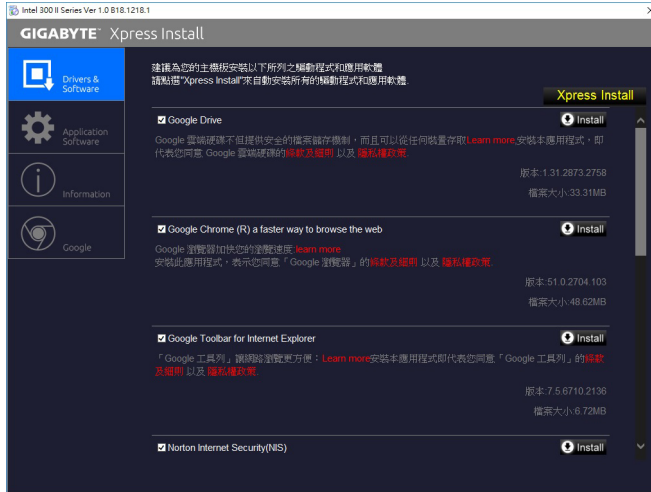 Intel 300 II Series Ver 1.0 B18.1218.1
GIGABYTE™ Xpress Install
Drivers &
Software
建議為您的主機板安裝以下所列之驅動程式和應用軟體
請點選"Xpress Install"來自動安裝所有的驅動程式和應用軟體.
Xpress Install
Google Drive
Install
Google 雲端硬碟不但提供安全的檔案儲存機制，而且可以從任何裝置存取Learn more,安裝本應用程式，即
代表您同意 Google 雲端硬碟的條款及細則 以及 隱私權政策.
版本:1.31.2873.2758
檔案大小:33.31MB
Application
Software
Information
Google
Google Chrome (R) a faster way to browse the web
Install
Google 瀏覽器加快您的瀏覽速度.learn more
安裝此應用程式，表示您同意「Google 瀏覽器」的條款及細則 以及 隱私權政策.
版本:51.0.2704.103
檔案大小:48.62MB
Google Toolbar for Internet Explorer
Install
「Google 工具列」讓網路瀏覽更方便：Learn more安裝本應用程式即代表您同意「Google 工具列」的條款
及細則 以及 隱私權政策.
版本:7.5.6710.2136
檔案大小:6.72MB
Norton Internet Security(NIS)
Install